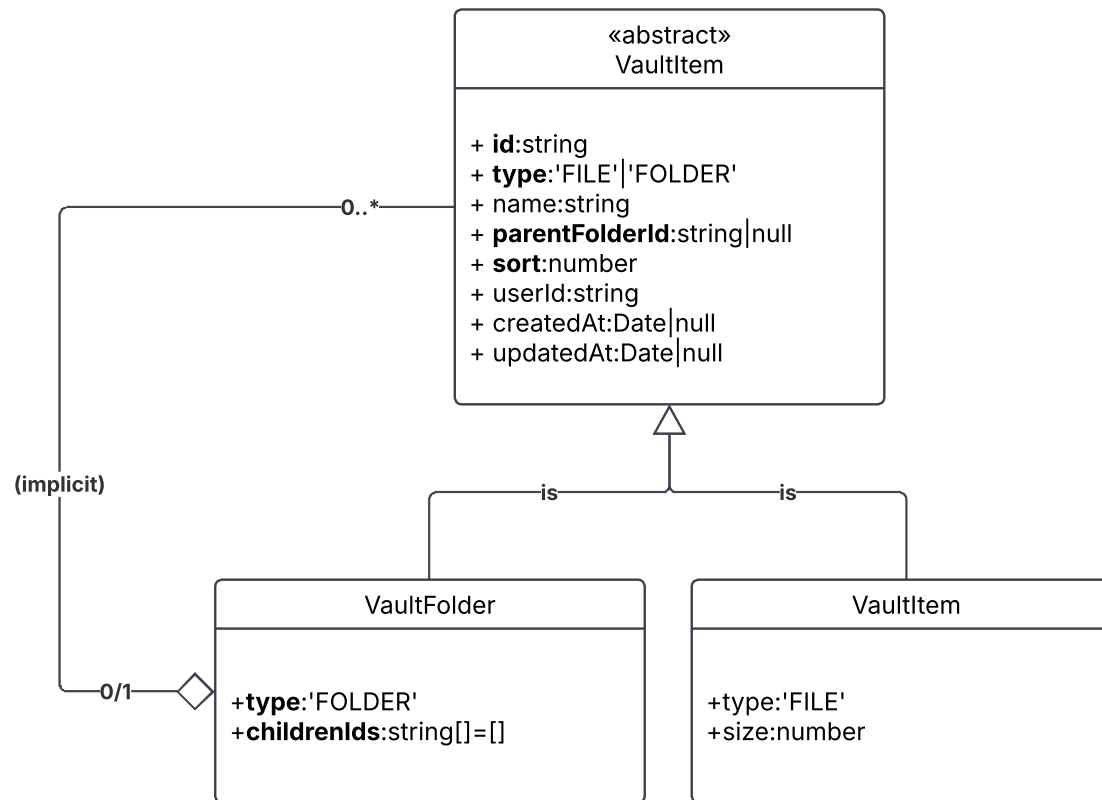 «abstract»
VaultItem
+ id:string
+ type:'FILE'|'FOLDER'
+ name:string
+ parentFolderId:string|null
+ sort:number
+ userId:string
+ createdAt:Date|null
+ updatedAt:Date|null
0..*
(implicit)
is
is
0/1
VaultFolder
+type:'FOLDER'
+childrenIds:string[]=[]
VaultItem
+type:'FILE'
+size:number